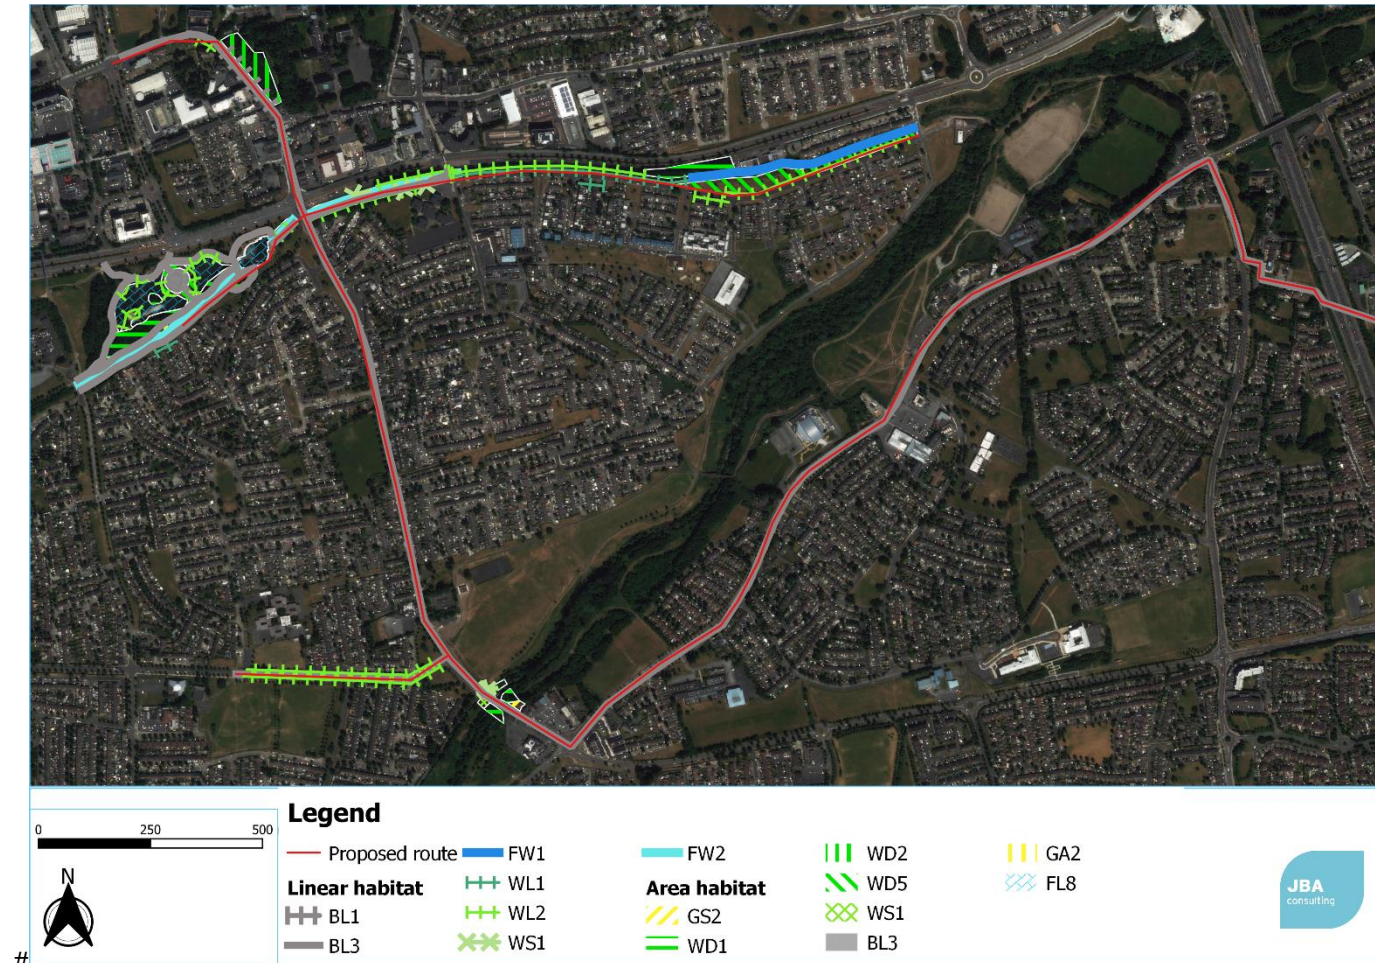 Legend
0 250 500
N
Proposed route
Linear habitat
BL1
BL3
FW1
WL1
WL2
WS1
FW2
Area habitat
GS2
WD1
WD2
WD5
WS1
BL3
GA2
FL8
JBA
consulting
#